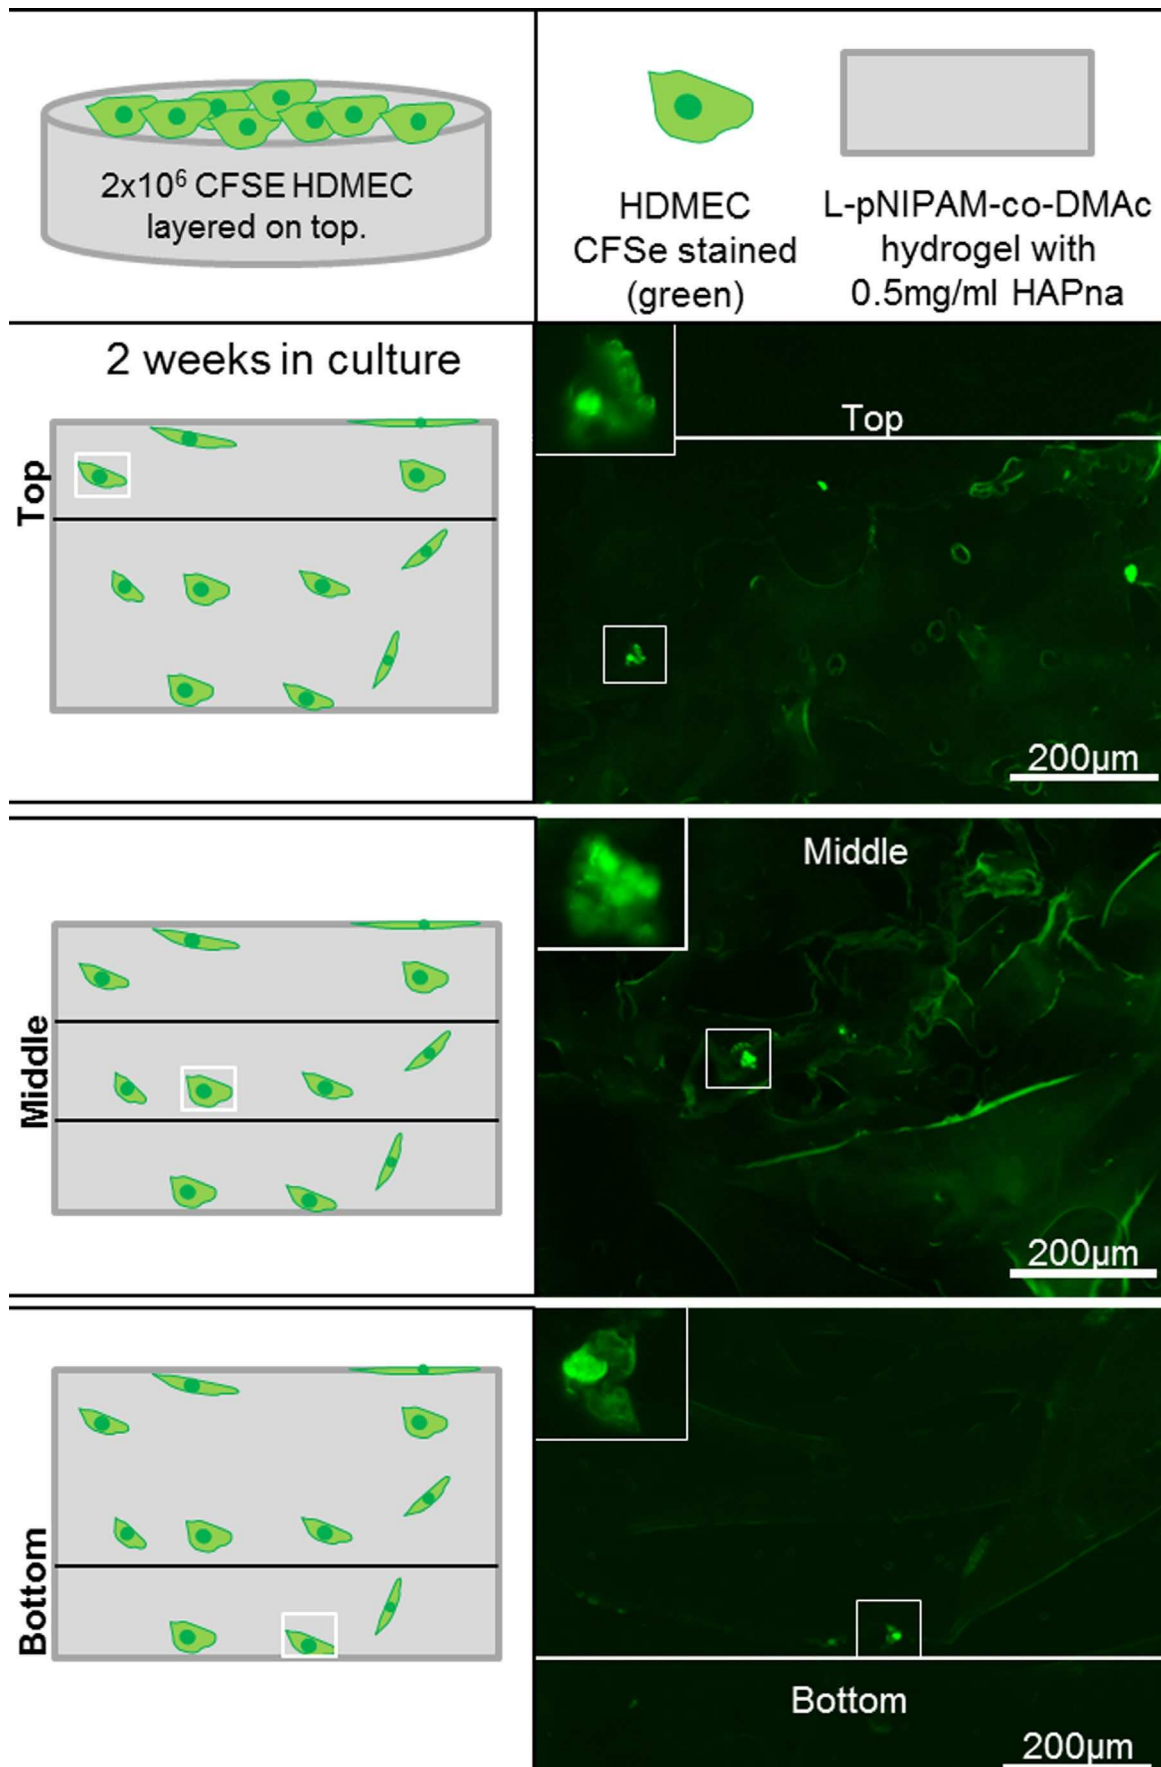 2x10⁶ CFSE HDMEC
layered on top.
HDMEC
CFSe stained
(green)
L-pNIPAM-co-DMAc
hydrogel with
0.5mg/ml HAPna
2 weeks in culture
Top
Top
200µm
Middle
Middle
200µm
Bottom
Bottom
200µm